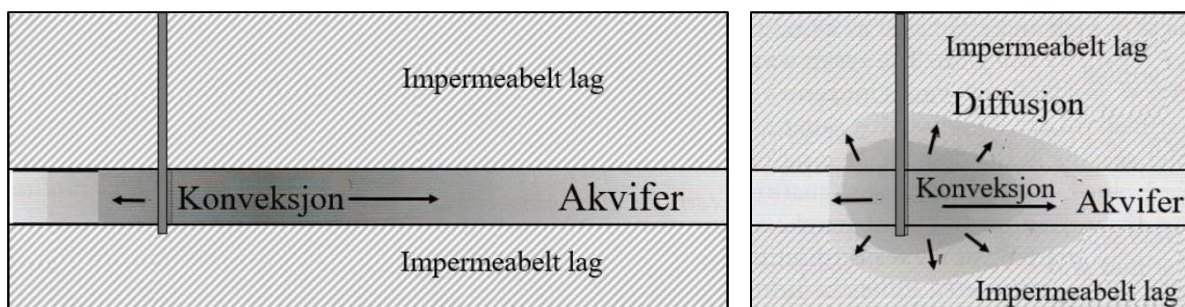 Impermeabelt lag
Konveksjon
Akvifer
Impermeabelt lag
Impermeabelt lag
Diffusjon
Konveksjon
Akvifer
Impermeabelt lag